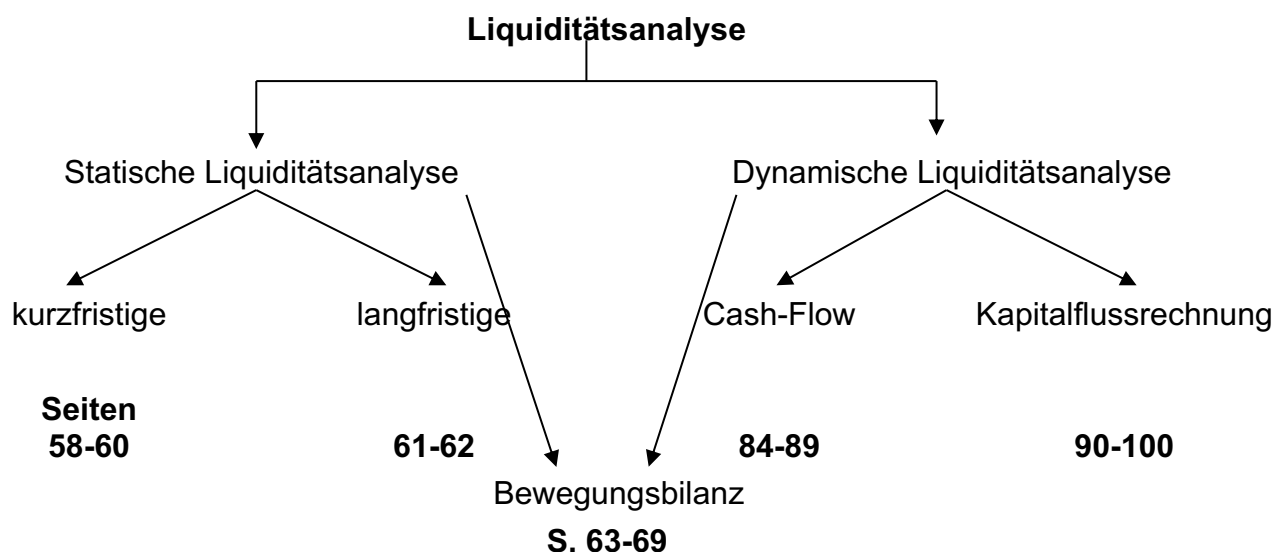 Liquiditätsanalyse
Statische Liquiditätsanalyse
Dynamische Liquiditätsanalyse
kurzfristige
langfristige
Cash-Flow
Kapitalflussrechnung
Seiten
58-60
61-62
84-89
90-100
Bewegungsbilanz
S. 63-69